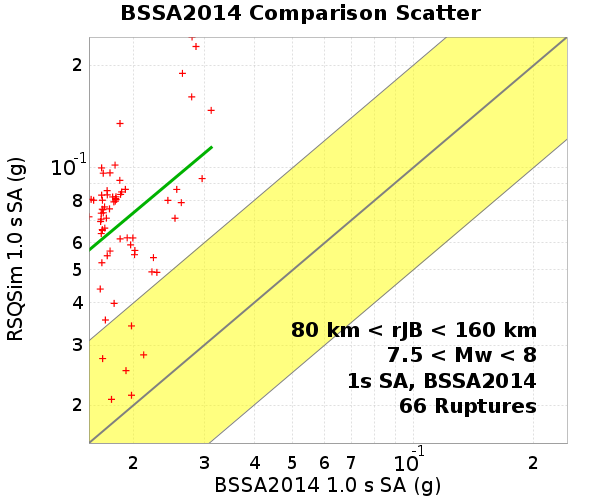 BSSA2014 Comparison Scatter
RSQSim 1.0 s SA (g)
2
10-1
8
6
5
4
3
2
80 km < rJB < 160 km
7.5 < Mw < 8
1s SA, BSSA2014
66 Ruptures
2 3 4 5 6 7 10-1 2
BSSA2014 1.0 s SA (g)